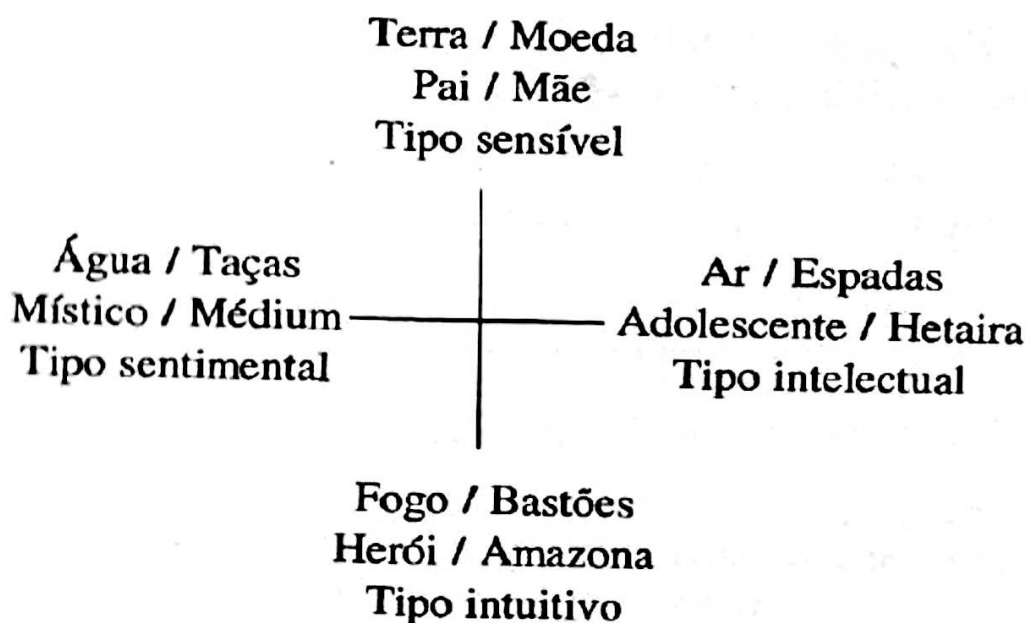 Terra / Moeda
Pai / Mãe
Tipo sensível
Água / Taças
Místico / Médium
Tipo sentimental
Ar / Espadas
Adolescente / Hetaira
Tipo intelectual
Fogo / Bastões
Herói / Amazona
Tipo intuitivo